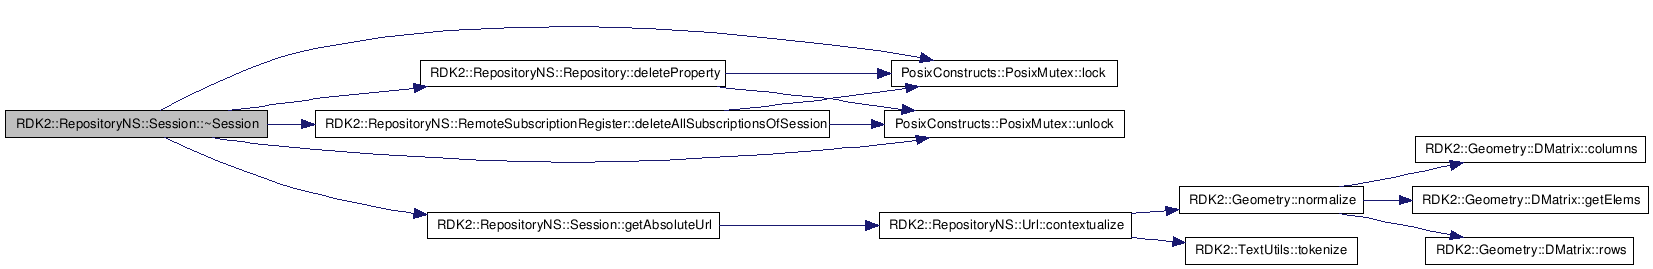 RDK2::RepositoryNS::Session::~Session
RDK2::RepositoryNS::Repository::deleteProperty
RDK2::RepositoryNS::RemoteSubscriptionRegister::deleteAllSubscriptionsOfSession
RDK2::RepositoryNS::Session::getAbsoluteUrl
PosixConstructs::PosixMutex::lock
PosixConstructs::PosixMutex::unlock
RDK2::RepositoryNS::Url::contextualize
RDK2::Geometry::normalize
RDK2::TextUtils::tokenize
RDK2::Geometry::DMatrix::columns
RDK2::Geometry::DMatrix::getElems
RDK2::Geometry::DMatrix::rows